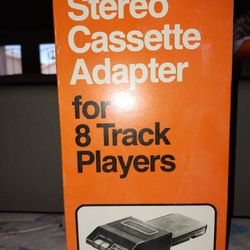 Stereo
Cassette
Adapter
for
8 Track
Players